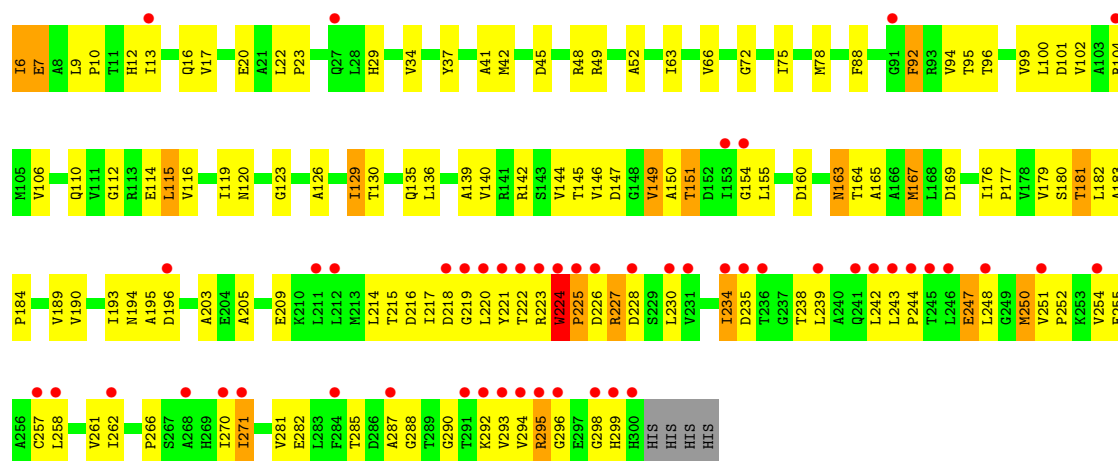 I6 E7 A8 L9 P10 T11 H12 I13 Q16 V17 E20 A21 L22 P23 Q27 L28 H29 V34 Y37 A41 M42 D45 R48 R49 A52 I63 V66 G72 I75 M78 F88 G91 F92 R93 V94 T95 T96 V99 L100 D101 V102 A103 R104
M105 V106 Q110 V111 G112 R113 E114 L115 V116 I119 N120 G123 A126 I129 T130 Q135 L136 A139 V140 R141 R142 S143 V144 T145 V146 D147 G148 V149 A150 T151 D152 I153 G154 L155 D160 N163 T164 A165 A166 M167 L168 D169 I176 P177 V178 V179 S180 T181 L182 A183
P184 V189 V190 I193 N194 A195 D196 A203 E204 A205 E209 K210 L211 L212 M213 L214 T215 D216 I217 D218 G219 L220 Y221 T222 R223 W224 P225 D226 R227 D228 S229 L230 V231 I234 D235 T236 G237 T238 L239 A240 Q241 L242 L243 P244 T245 L246 E247 L248 G249 M250 V251 P252 K253 V254 E255
A256 C257 L258 V261 I262 P266 S267 A268 H269 I270 I271 V281 E282 L283 F284 T285 D286 A287 G288 T289 G290 T291 K292 V293 V294 R295 G296 E297 G298 H299 H300 HIS HIS HIS HIS